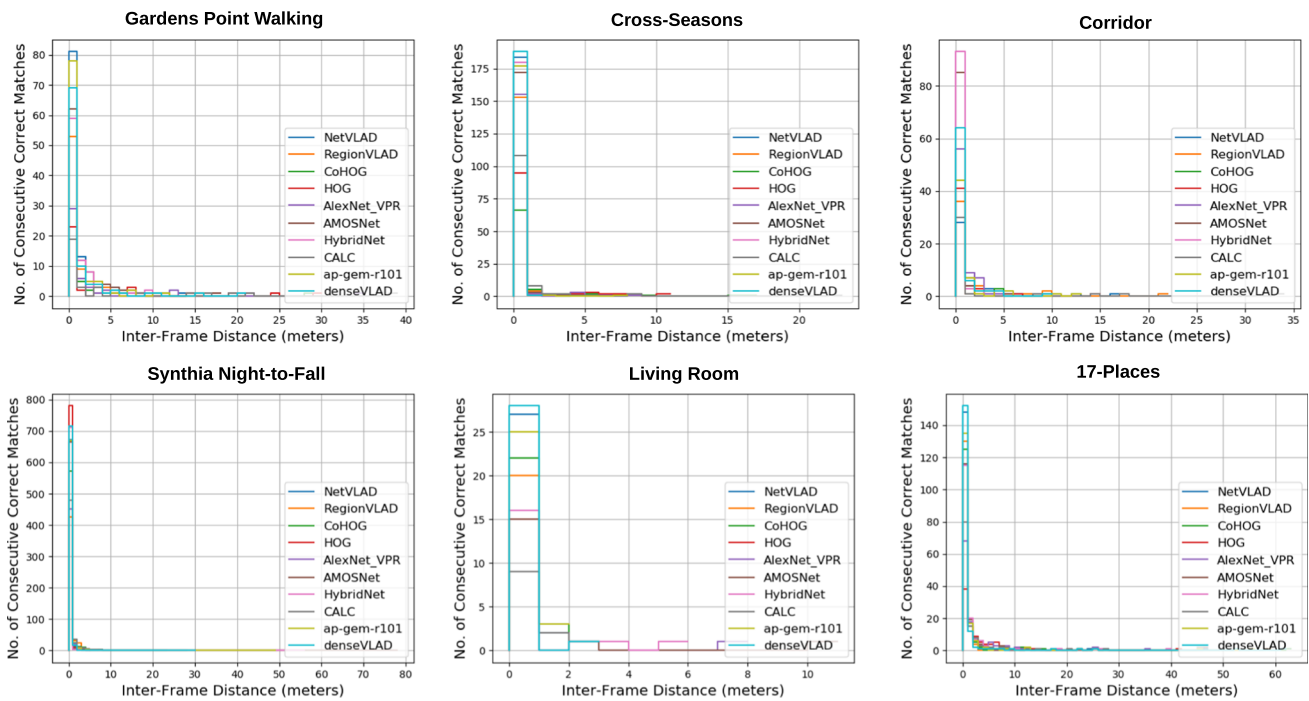 Gardens Point Walking
No. of Consecutive Correct Matches
80
70
60
50
40
30
20
10
0
NetVLAD
RegionVLAD
CoHOG
HOG
AlexNet_VPR
AMOSNet
HybridNet
CALC
ap-gem-r101
denseVLAD
0 5 10 15 20 25 30 35 40
Inter-Frame Distance (meters)
Cross-Seasons
No. of Consecutive Correct Matches
175
150
125
100
75
50
25
0
NetVLAD
RegionVLAD
CoHOG
HOG
AlexNet_VPR
AMOSNet
HybridNet
CALC
ap-gem-r101
denseVLAD
0 5 10 15 20
Inter-Frame Distance (meters)
Corridor
No. of Consecutive Correct Matches
80
60
40
20
0
NetVLAD
RegionVLAD
CoHOG
HOG
AlexNet_VPR
AMOSNet
HybridNet
CALC
ap-gem-r101
denseVLAD
0 5 10 15 20 25 30 35
Inter-Frame Distance (meters)
Synthia Night-to-Fall
No. of Consecutive Correct Matches
800
700
600
500
400
300
200
100
0
NetVLAD
RegionVLAD
CoHOG
HOG
AlexNet_VPR
AMOSNet
HybridNet
CALC
ap-gem-r101
denseVLAD
0 10 20 30 40 50 60 70 80
Inter-Frame Distance (meters)
Living Room
No. of Consecutive Correct Matches
25
20
15
10
5
0
NetVLAD
RegionVLAD
CoHOG
HOG
AlexNet_VPR
AMOSNet
HybridNet
CALC
ap-gem-r101
denseVLAD
0 2 4 6 8 10
Inter-Frame Distance (meters)
17-Places
No. of Consecutive Correct Matches
140
120
100
80
60
40
20
0
NetVLAD
RegionVLAD
CoHOG
HOG
AlexNet_VPR
AMOSNet
HybridNet
CALC
ap-gem-r101
denseVLAD
0 10 20 30 40 50 60
Inter-Frame Distance (meters)